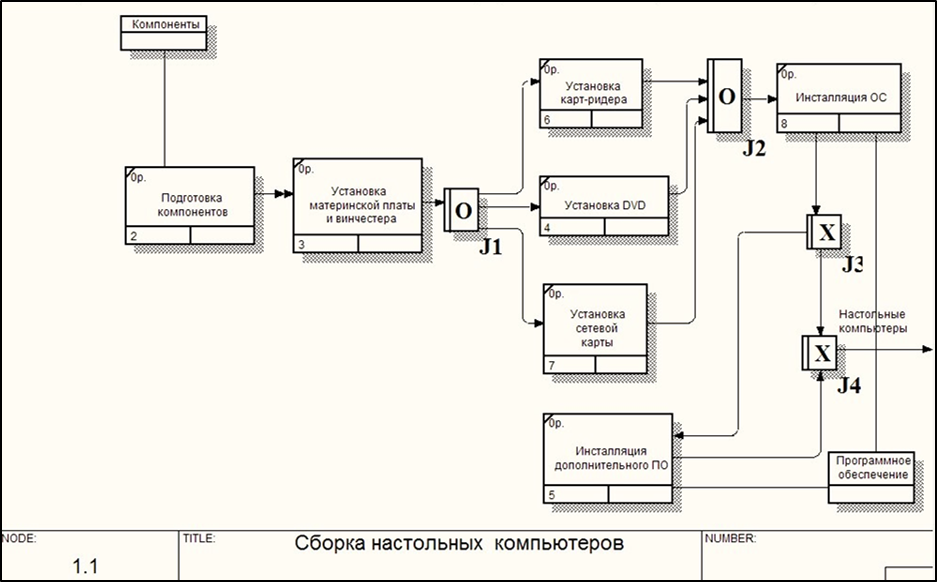 Компоненты
0р.
Подготовка
компонентов
2
0р.
Установка
материнской платы
и винчестера
3
O
J1
0р.
Установка
карт-ридера
6
0р.
Установка DVD
4
0р.
Установка
сетевой
карты
7
O
J2
0р.
Инсталляция ОС
8
X
J3
Настольные
компьютеры
X
J4
0р.
Инсталляция
дополнительного ПО
5
Программное
обеспечение
NODE:
1.1
TITLE:
Сборка настольных компьютеров
NUMBER: